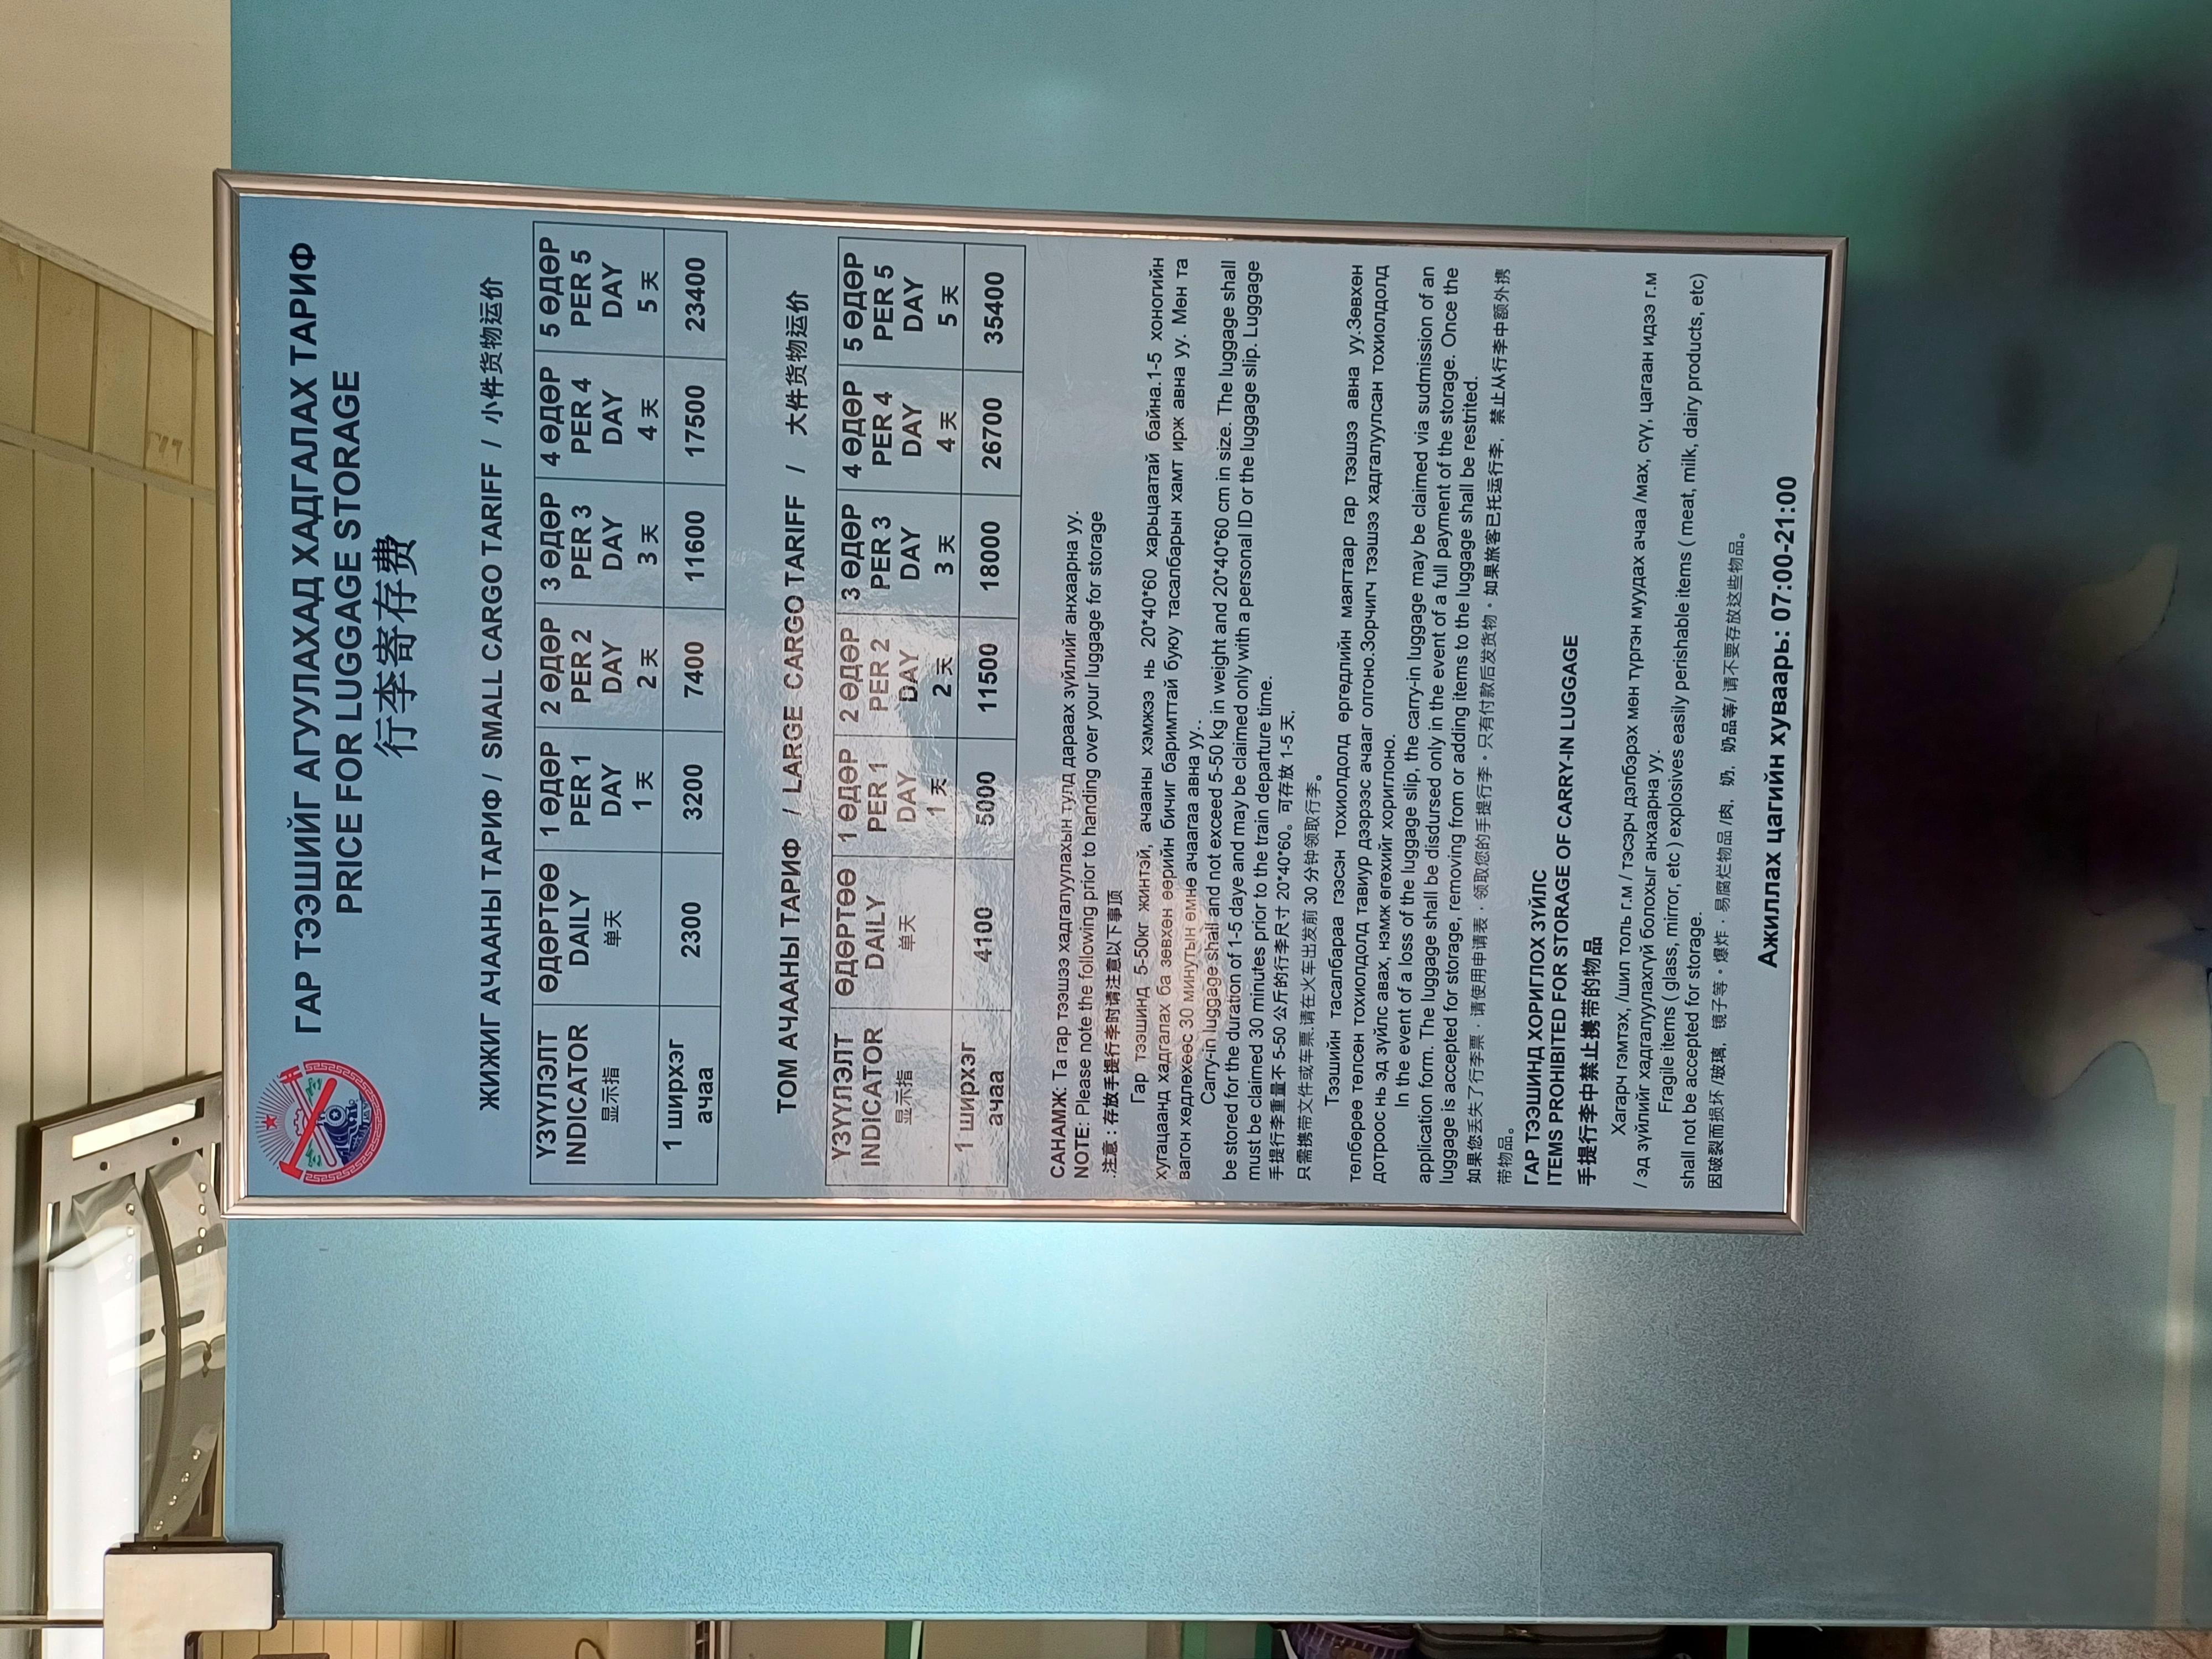 ГАР ТЭЭШИЙГ АГУУЛАХАД ХАДГАЛАХ ТАРИФ
PRICE FOR LUGGAGE STORAGE
行李寄存费
ЖИЖИГ АЧААНЫ ТАРИФ / SMALL CARGO TARIFF / 小件货物运价
ҮЗҮҮЛЭЛТ INDICATOR 显示指 | ӨДӨРТӨӨ DAILY 单天 | 1 ӨДӨР PER 1 DAY 1 天 | 2 ӨДӨР PER 2 DAY 2 天 | 3 ӨДӨР PER 3 DAY 3 天 | 4 ӨДӨР PER 4 DAY 4 天 | 5 ӨДӨР PER 5 DAY 5 天
1 ширхэг ачаа | 2300 | 3200 | 7400 | 11600 | 17500 | 23400
ТОМ АЧААНЫ ТАРИФ / LARGE CARGO TARIFF / 大件货物运价
ҮЗҮҮЛЭЛТ INDICATOR 显示指 | ӨДӨРТӨӨ DAILY 单天 | 1 ӨДӨР PER 1 DAY 1 天 | 2 ӨДӨР PER 2 DAY 2 天 | 3 ӨДӨР PER 3 DAY 3 天 | 4 ӨДӨР PER 4 DAY 4 天 | 5 ӨДӨР PER 5 DAY 5 天
1 ширхэг ачаа | 4100 | 5000 | 11500 | 18000 | 26700 | 35400
САНАМЖ: Та гар тээшээ хадгалуулахын тулд дараах зүйлийг анхаарна уу.
NOTE: Please note the following prior to handing over your luggage for storage
.注意：存放手提行李时请注意以下事项
Гар тээшинд 5-50кг жинтэй, ачааны хэмжээ нь 20*40*60 харьцаатай байна.1-5 хоногийн
хугацаанд хадгалах ба зөвхөн өөрийн бичиг баримттай буюу тасалбарын хамт ирж авна уу. Мөн та
вагон хөдлөхөөс 30 минутын өмнө ачаагаа авна уу..
Carry-in luggage shall and not exceed 5-50 kg in weight and 20*40*60 cm in size. The luggage shall
be stored for the duration of 1-5 daye and may be claimed only with a personal ID or the luggage slip. Luggage
must be claimed 30 minutes prior to the train departure time.
手提行李重量不 5-50 公斤的行李尺寸 20*40*60。可存放 1-5 天,
只需携带文件或车票.请在火车出发前 30 分钟领取行李。
Тээшийн тасалбараа гээсэн тохиолдолд өргөдлийн маягтаар гар тээшээ авна уу.Зөвхөн
төлбөрөө төлсөн тохиолдолд тавиур дээрээс ачааг олгоно.Зорчигч тээшээ хадгалуулсан тохиолдолд
дотроос нь эд зүйлс авах, нэмж өгөхийг хориглоно.
In the event of a loss of the luggage slip, the carry-in luggage may be claimed via sudmission of an
application form. The luggage shall be disdursed only in the event of a full payment of the storage. Once the
luggage is accepted for storage, removing from or adding items to the luggage shall be restrited.
如果您丢失了行李票·请使用申请表·领取您的手提行李·只有付款后发货物·如果旅客已托运行李，禁止从行李中额外携
带物品。
ГАР ТЭЭШИНД ХОРИГЛОХ ЗҮЙЛС
ITEMS PROHIBITED FOR STORAGE OF CARRY-IN LUGGAGE
手提行李中禁止携带的物品
Хагарч гэмтэх, /шил толь г.м / тэсэрч дэлбэрэх мөн түргэн муудах ачаа /мах, сүү, цагаан идээ г.м
/ эд зүйлийг хадгалуулахгүй болохыг анхаарна уу.
Fragile items ( glass, mirror, etc ) explosives easily perishable items ( meat, milk, dairy products, etc)
shall not be accepted for storage.
因破裂而损坏 /玻璃，镜子等·爆炸·易腐烂物品 /肉，奶，奶品等/ 请不要存放这些物品。
Ажиллах цагийн хуваарь: 07:00-21:00